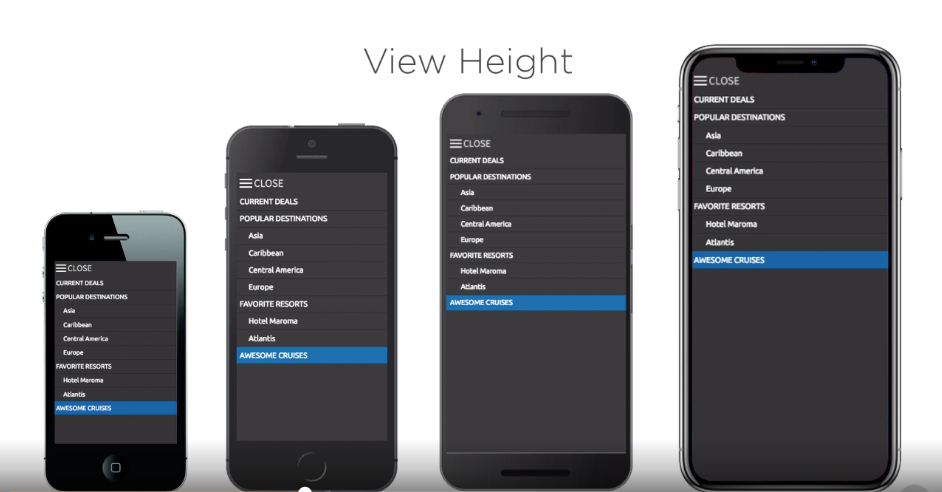 View Height
CLOSE
CURRENT DEALS
POPULAR DESTINATIONS
Asia
Caribbean
Central America
Europe
FAVORITE RESORTS
Hotel Maroma
Atlantis
AWESOME CRUISES
CLOSE
CURRENT DEALS
POPULAR DESTINATIONS
Asia
Caribbean
Central America
Europe
FAVORITE RESORTS
Hotel Maroma
Atlantis
AWESOME CRUISES
CLOSE
CURRENT DEALS
POPULAR DESTINATIONS
Asia
Caribbean
Central America
Europe
FAVORITE RESORTS
Hotel Maroma
Atlantis
AWESOME CRUISES
CLOSE
CURRENT DEALS
POPULAR DESTINATIONS
Asia
Caribbean
Central America
Europe
FAVORITE RESORTS
Hotel Maroma
Atlantis
AWESOME CRUISES